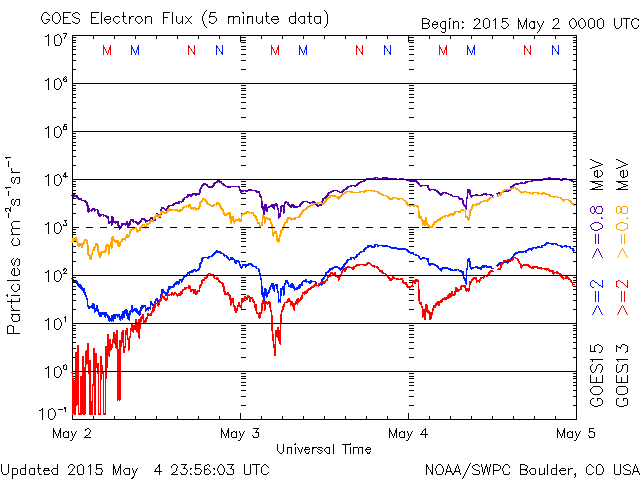 GOES Electron Flux (5 minute data)
Begin: 2015 May 2 0000 UTC
10⁷
M M N N M M N N M M N N
10⁶
10⁵
10⁴
10³
10²
10¹
10⁰
10⁻¹
Particles cm⁻²s⁻¹sr⁻¹
May 2 May 3 May 4 May 5
Universal Time
GOES15 >=2 >=0.8 MeV
GOES13 >=2 >=0.8 MeV
Updated 2015 May 4 23:56:03 UTC
NOAA/SWPC Boulder, CO USA